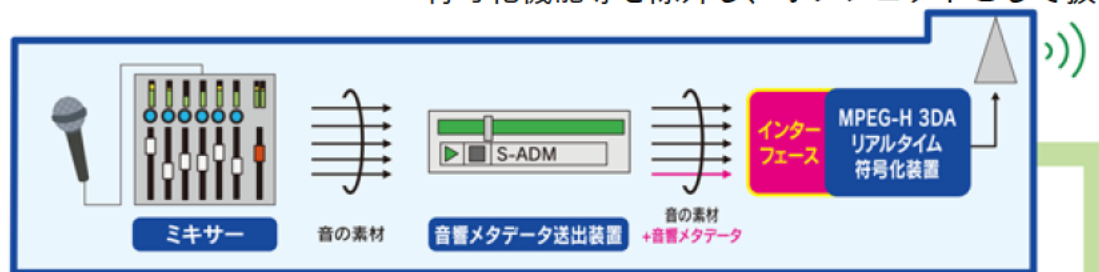 S-ADM
インター
フェース
MPEG-H 3DA
リアルタイム
符号化装置
ミキサー
音の素材
音響メタデータ送出装置
音の素材
+音響メタデータ